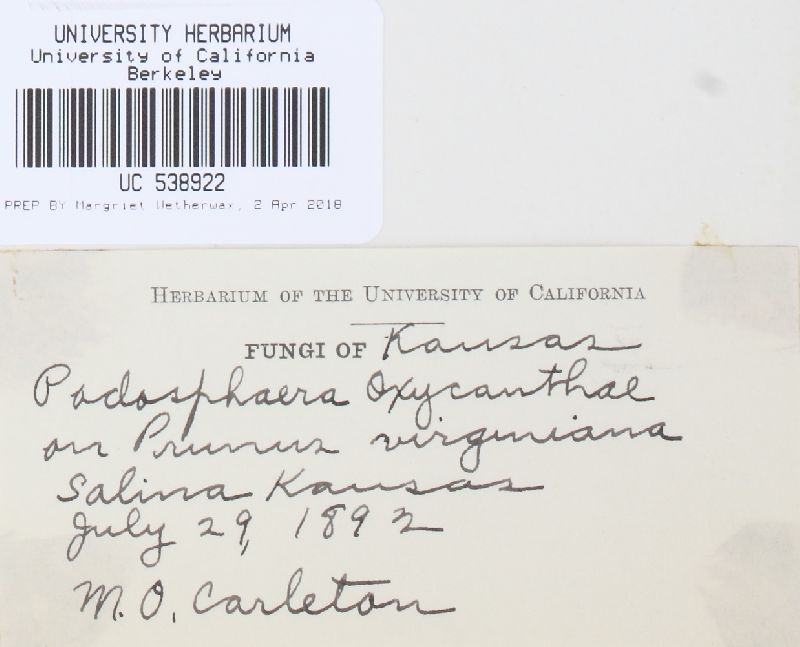 UNIVERSITY HERBARIUM
University of California
Berkeley
UC 538922
PREP BY Margriet Wetherwax, 2 Apr 2018
HERBARIUM OF THE UNIVERSITY OF CALIFORNIA
FUNGI OF Kansas
Podosphaera Oxycanthae
on Prunus virginiana
Salina Kansas
July 29, 1892
M. O. Carleton